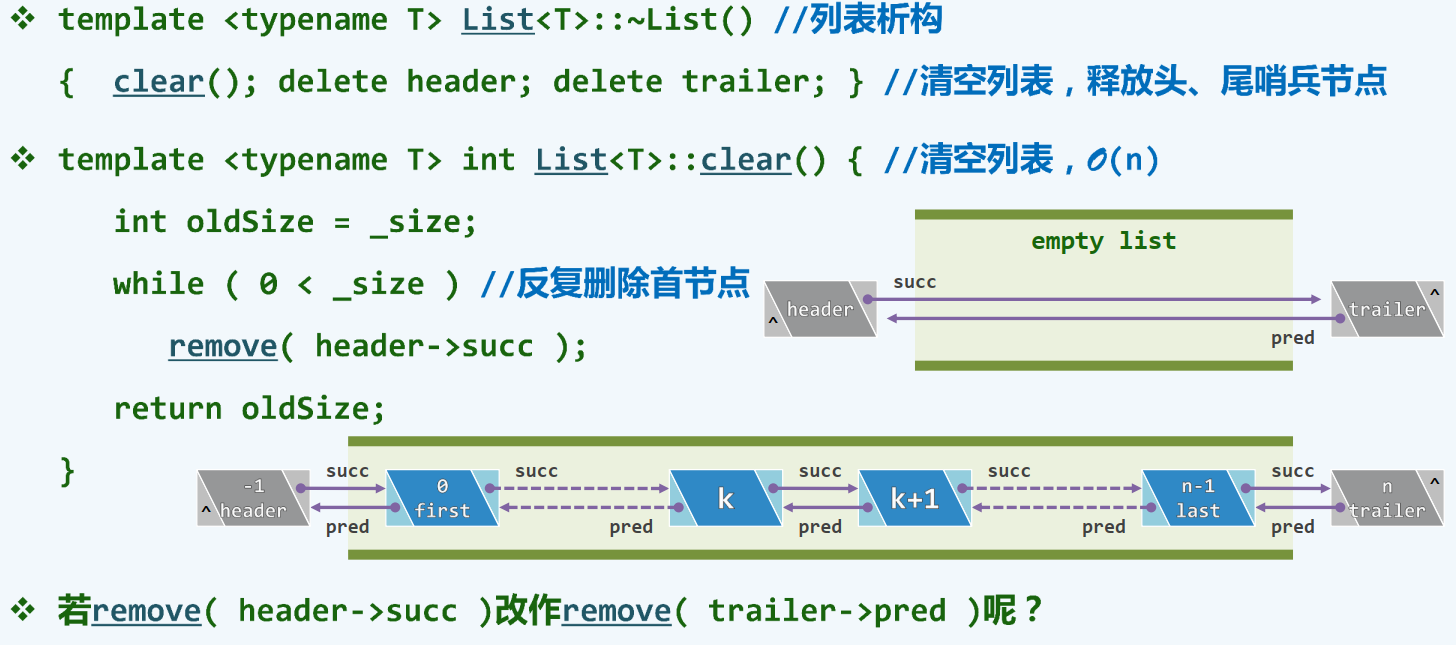 ❖ template <typename T> List<T>::~List() //列表析构
{ clear(); delete header; delete trailer; } //清空列表，释放头、尾哨兵节点
❖ template <typename T> int List<T>::clear() { //清空列表，O(n)
int oldSize = _size;
while ( 0 < _size ) //反复删除首节点
remove( header->succ );
return oldSize;
}
empty list
succ
^ header
trailer ^
pred
succ succ succ succ succ
-1 0 n-1 n
^ header first k k+1 last trailer ^
pred pred pred pred pred
❖ 若remove( header->succ )改作remove( trailer->pred )呢？